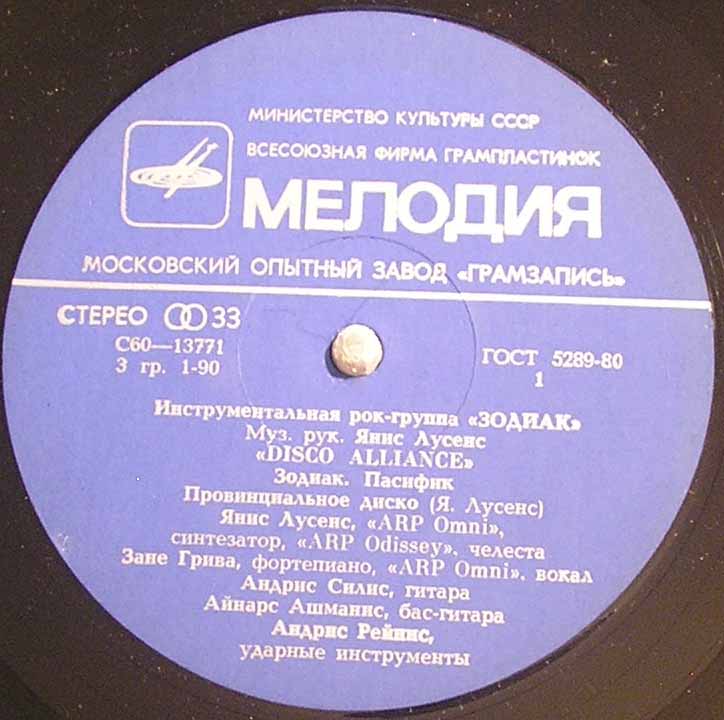 МИНИСТЕРСТВО КУЛЬТУРЫ СССР
ВСЕСОЮЗНАЯ ФИРМА ГРАМПЛАСТИНОК
МЕЛОДИЯ
МОСКОВСКИЙ ОПЫТНЫЙ ЗАВОД «ГРАМЗАПИСЬ»
СТЕРЕО 33
С60—13771
3 гр. 1-90
ГОСТ 5289-80
1
Инструментальная рок-группа «ЗОДИАК»
Муз. рук. Янис Лусенс
«DISCO ALLIANCE»
Зодиак. Пасифик
Провинциальное диско (Я. Лусенс)
Янис Лусенс, «ARP Omni»,
синтезатор, «ARP Odissey». челеста
Зане Грива, фортепиано, «ARP Omni». вокал
Андрис Силис, гитара
Айнарс Ашманис, бас-гитара
Андрис Рейнис,
ударные инструменты